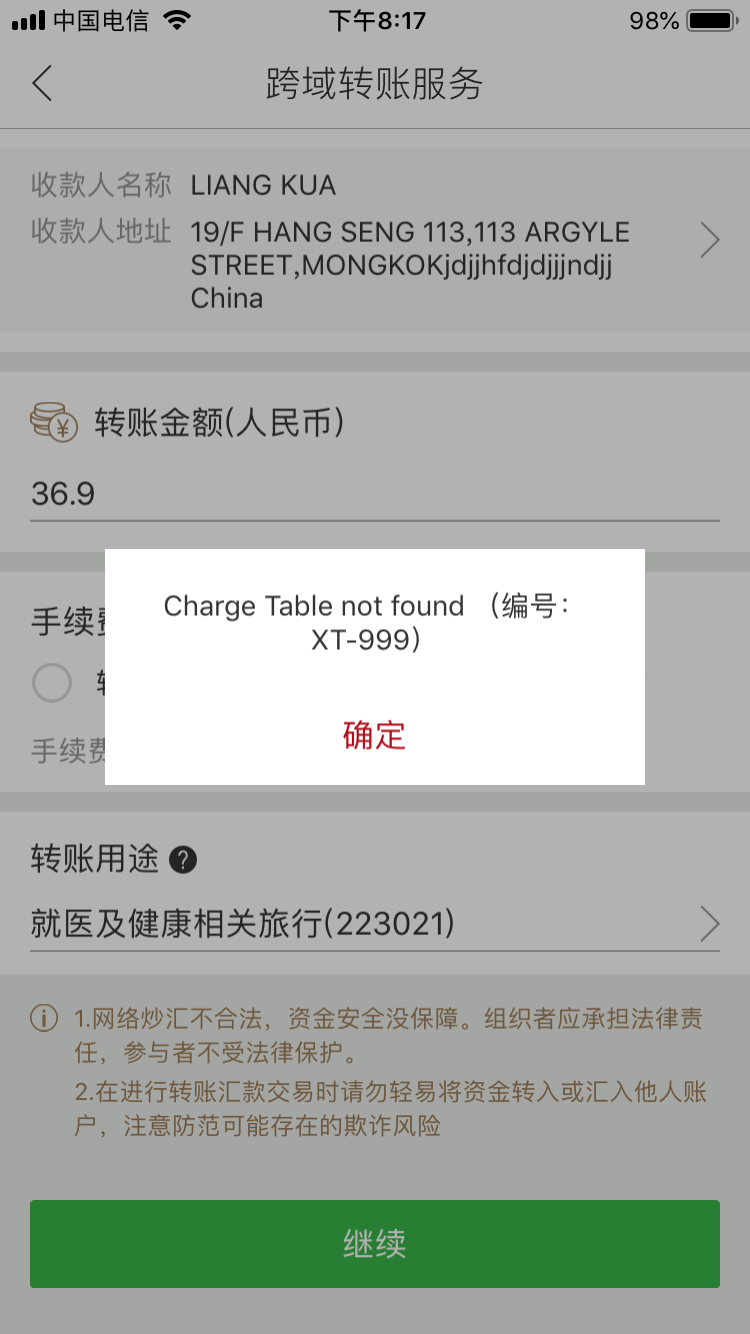 中国电信 下午8:17 98%
跨域转账服务
收款人名称 LIANG KUA
收款人地址 19/F HANG SENG 113,113 ARGYLE
STREET,MONGKOKjdjjhfdjdjjjndjj
China
转账金额(人民币)
36.9
手续
Charge Table not found （编号：
XT-999）
手续费
确定
转账用途 ?
就医及健康相关旅行(223021)
1.网络炒汇不合法，资金安全没保障。组织者应承担法律责
任，参与者不受法律保护。
2.在进行转账汇款交易时请勿轻易将资金转入或汇入他人账
户，注意防范可能存在的欺诈风险
继续